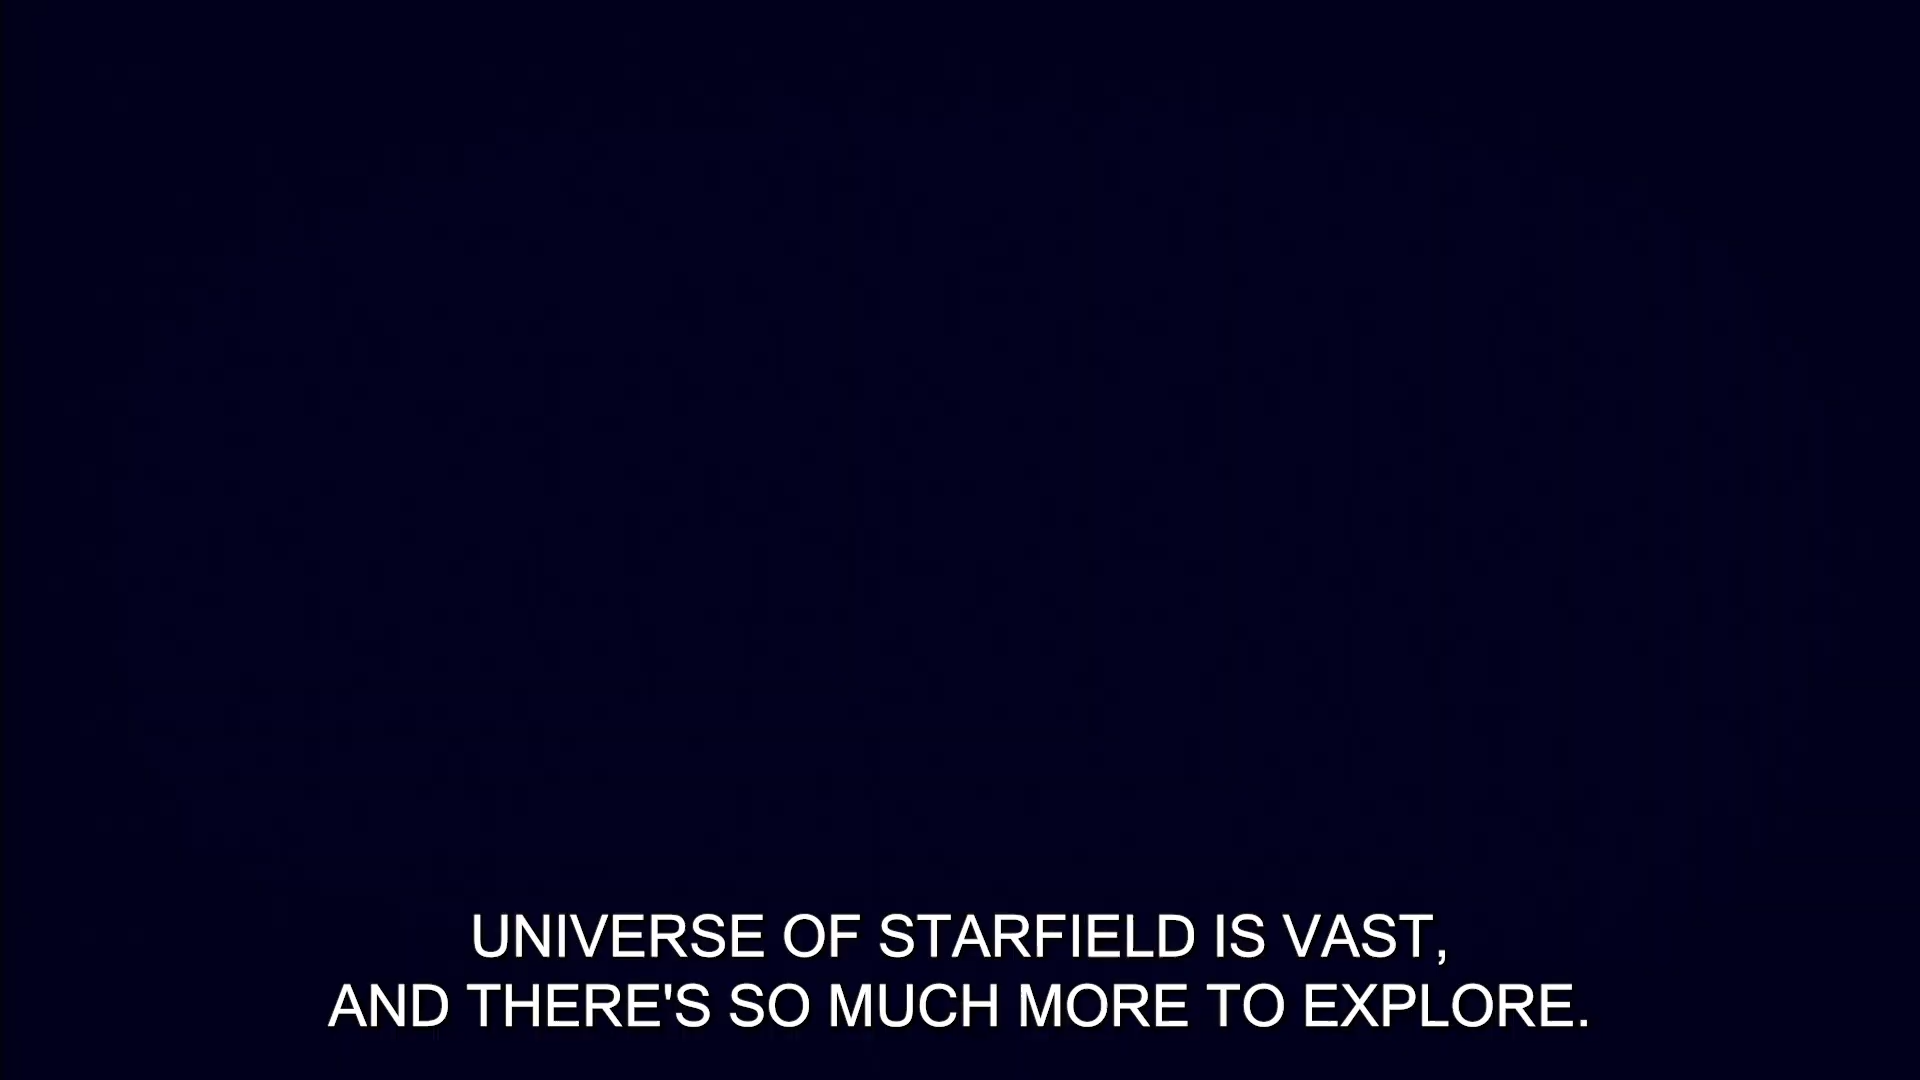 UNIVERSE OF STARFIELD IS VAST,
AND THERE'S SO MUCH MORE TO EXPLORE.